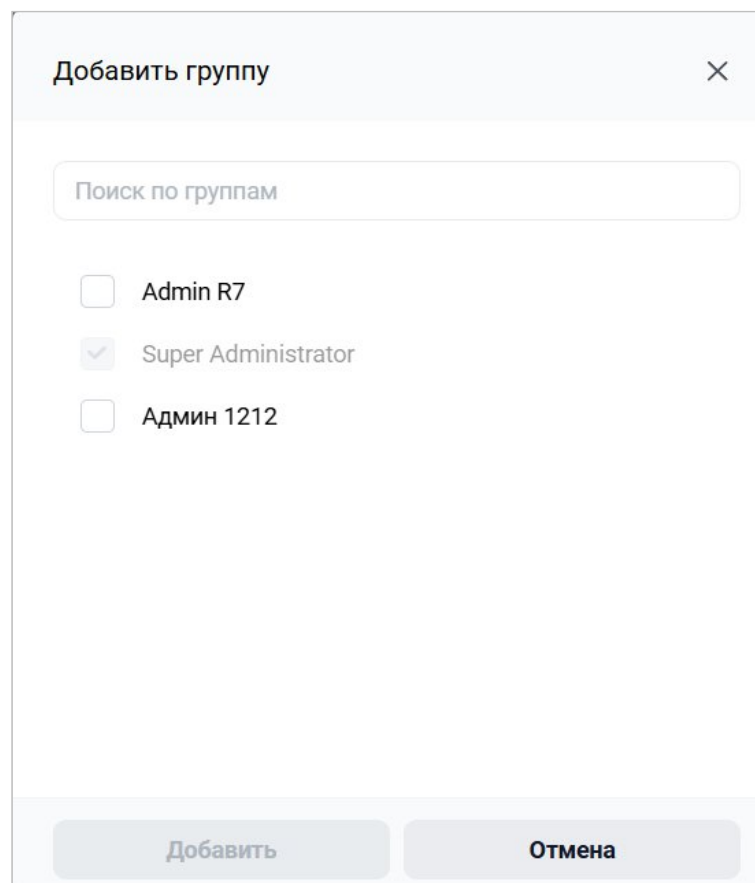 Добавить группу
Поиск по группам
Admin R7
Super Administrator
Админ 1212
Добавить
Отмена